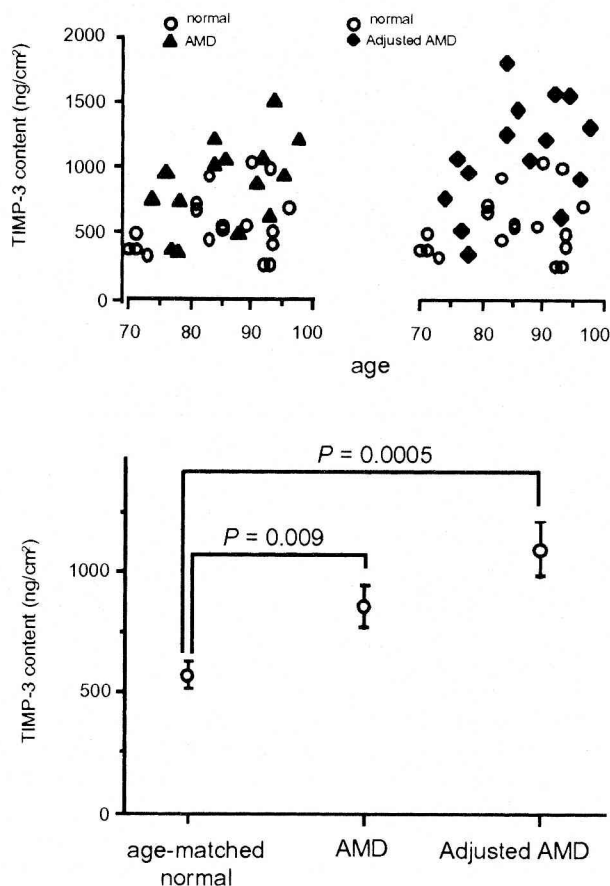 normal
AMD
normal
Adjusted AMD
TIMP-3 content (ng/cm²)
2000
1500
1000
500
0
70 80 90 100
70 80 90 100
age
TIMP-3 content (ng/cm²)
P = 0.0005
P = 0.009
1000
500
0
age-matched
normal
AMD
Adjusted AMD